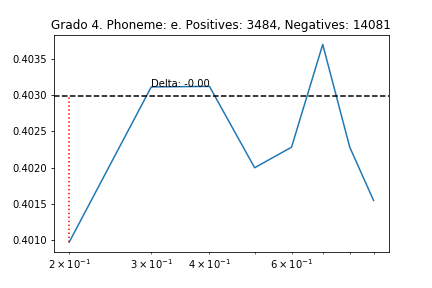 Grado 4. Phoneme: e. Positives: 3484, Negatives: 14081
0.4035
0.4030
0.4025
0.4020
0.4015
0.4010
Delta: -0.00
2 × 10⁻¹ 3 × 10⁻¹ 4 × 10⁻¹ 6 × 10⁻¹